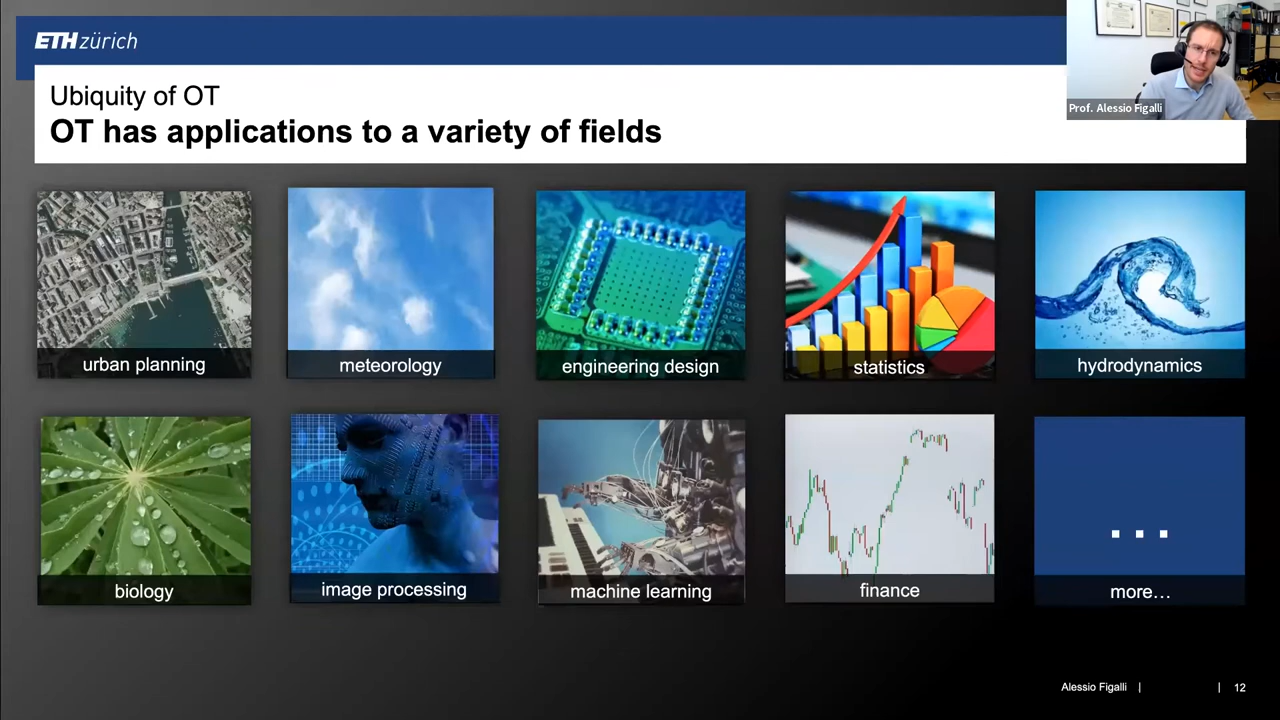 ETH zürich
Prof. Alessio Figalli
Ubiquity of OT
OT has applications to a variety of fields
urban planning
meteorology
engineering design
statistics
hydrodynamics
biology
image processing
machine learning
finance
more...
Alessio Figalli | | 12